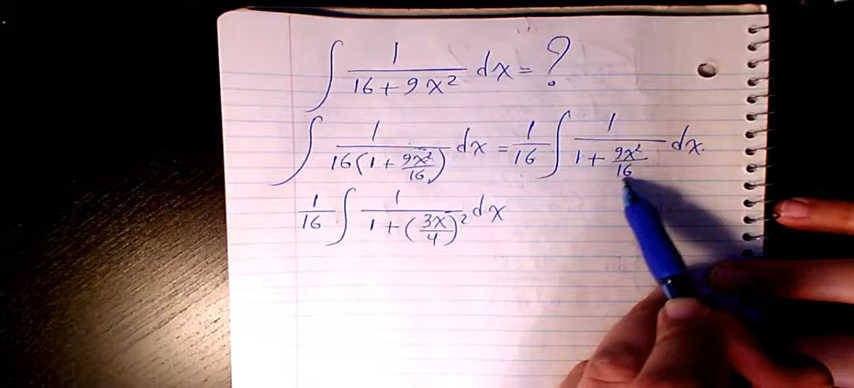 ∫ 1/(16 + 9x²) dx = ?
∫ 1/(16(1 + 9x²/16)) dx = 1/16 ∫ 1/(1 + 9x²/16) dx.
1/16 ∫ 1/(1 + (3x/4)²) dx